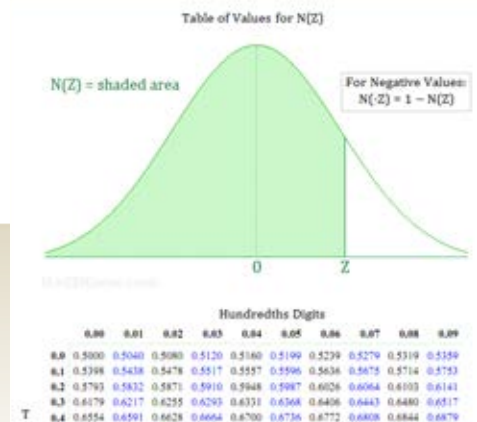 Table of Values for N(Z)
N(Z) = shaded area
For Negative Values:
N(-Z) = 1 − N(Z)
0 Z
Hundredths Digits
0.00 0.01 0.02 0.03 0.04 0.05 0.06 0.07 0.08 0.09
0.0 0.5000 0.5040 0.5080 0.5120 0.5160 0.5199 0.5239 0.5279 0.5319 0.5359
0.1 0.5398 0.5438 0.5478 0.5517 0.5557 0.5596 0.5636 0.5675 0.5714 0.5753
0.2 0.5793 0.5832 0.5871 0.5910 0.5948 0.5987 0.6026 0.6064 0.6103 0.6141
0.3 0.6179 0.6217 0.6255 0.6293 0.6331 0.6368 0.6406 0.6443 0.6480 0.6517
T 0.4 0.6554 0.6591 0.6628 0.6664 0.6700 0.6736 0.6772 0.6808 0.6844 0.6879